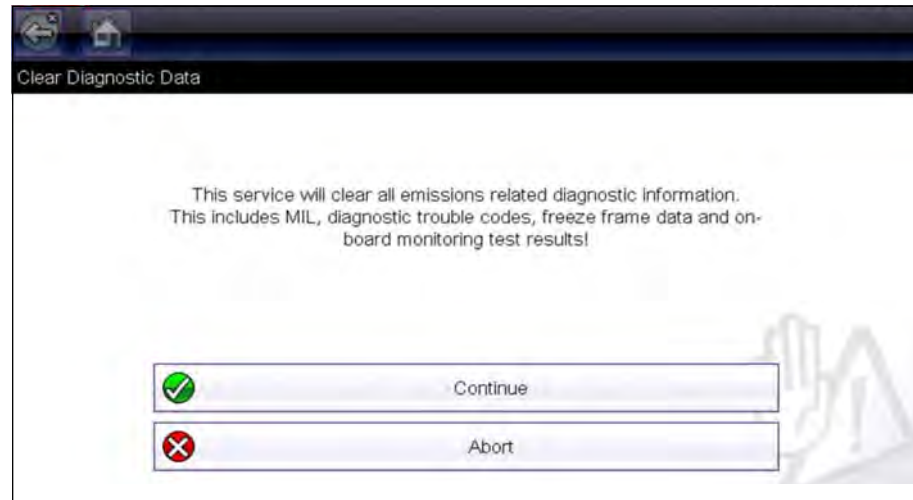 Clear Diagnostic Data
This service will clear all emissions related diagnostic information.
This includes MIL, diagnostic trouble codes, freeze frame data and on-
board monitoring test results!
Continue
Abort